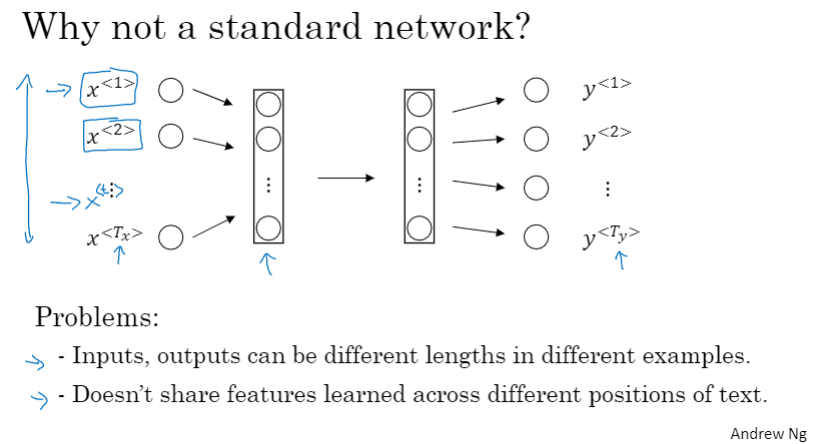 Why not a standard network?
x<1> y<1>
x<2> y<2>
⋮ ⋮ x<t> ⋮
x<Tx> y<Ty>
Problems:
- Inputs, outputs can be different lengths in different examples.
- Doesn't share features learned across different positions of text.
Andrew Ng